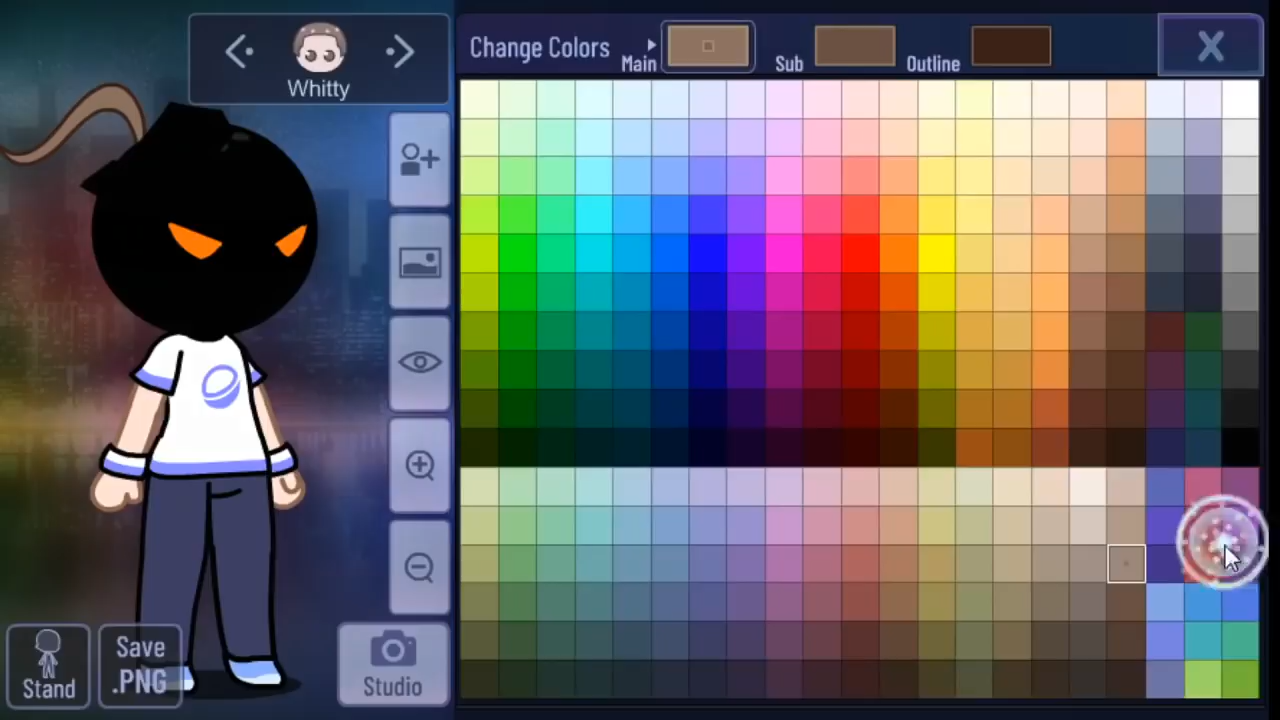 Whitty
Change Colors
Main
Sub
Outline
X
Stand
Save
.PNG
Studio